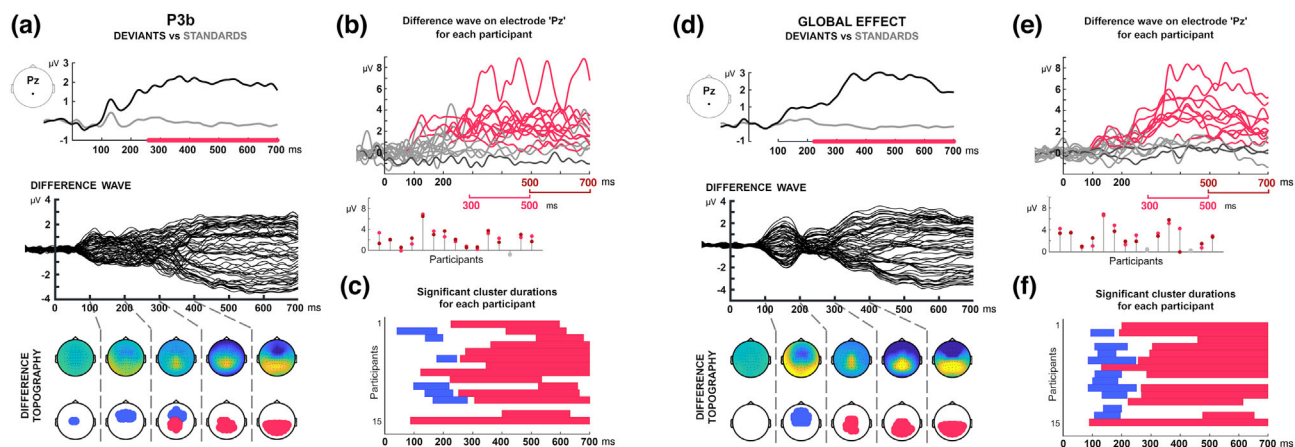 (a)
P3b
DEVIANTS vs STANDARDS
µV
Pz
3
2
1
-1
100 200 300 400 500 600 700 ms
DIFFERENCE WAVE
µV
4
2
0
-2
-4
0 100 200 300 400 500 600 700 ms
DIFFERENCE
TOPOGRAPHY
(b)
Difference wave on electrode 'Pz'
for each participant
µV
8
6
4
2
0
0 100 200 500 700 ms
300 500 ms
µV
8
4
0
Participants
(c)
Significant cluster durations
for each participant
1
Participants
15
0 100 200 300 400 500 600 700 ms
(d)
GLOBAL EFFECT
DEVIANTS vs STANDARDS
µV
Pz
3
2
1
-1
100 200 300 400 500 600 700 ms
DIFFERENCE WAVE
µV
4
2
0
-2
-4
0 100 200 300 400 500 600 700 ms
DIFFERENCE
TOPOGRAPHY
(e)
Difference wave on electrode 'Pz'
for each participant
µV
8
6
4
2
0
0 100 200 500 700
300 500 ms
µV
8
4
0
Participants
(f)
Significant cluster durations
for each participant
1
Participants
15
0 100 200 300 400 500 600 700 ms